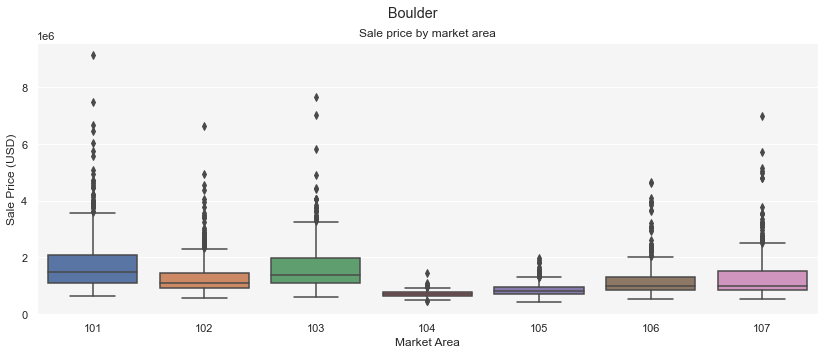 Boulder
Sale price by market area
1e6
8
6
4
2
0
Sale Price (USD)
101 102 103 104 105 106 107
Market Area